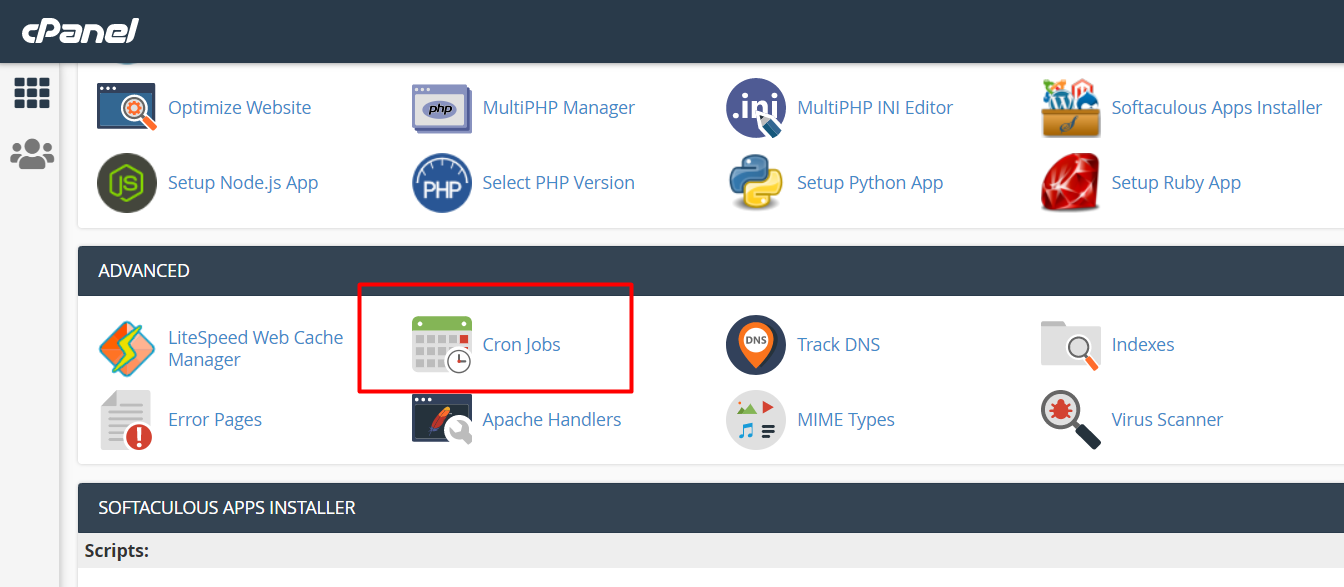 cPanel
Optimize Website
php
MultiPHP Manager
.ini
MultiPHP INI Editor
Softaculous Apps Installer
JS
Setup Node.js App
PHP
Select PHP Version
Setup Python App
Setup Ruby App
ADVANCED
LiteSpeed Web Cache
Manager
Cron Jobs
DNS
Track DNS
Indexes
Error Pages
Apache Handlers
MIME Types
Virus Scanner
SOFTACULOUS APPS INSTALLER
Scripts: